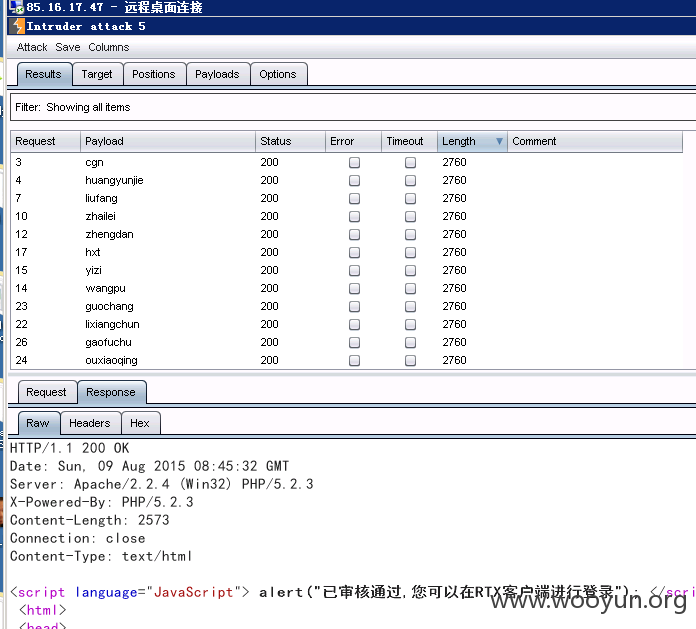 85.16.17.47 - 远程桌面连接
Intruder attack 5
Attack Save Columns
Results Target Positions Payloads Options
Filter: Showing all items
Request Payload Status Error Timeout Length Comment
3 cgn 200 2760
4 huangyunjie 200 2760
7 liufang 200 2760
10 zhailei 200 2760
12 zhengdan 200 2760
17 hxt 200 2760
15 yizi 200 2760
14 wangpu 200 2760
23 guochang 200 2760
22 lixiangchun 200 2760
26 gaofuchu 200 2760
24 ouxiaoqing 200 2760
Request Response
Raw Headers Hex
HTTP/1.1 200 OK
Date: Sun, 09 Aug 2015 08:45:32 GMT
Server: Apache/2.2.4 (Win32) PHP/5.2.3
X-Powered-By: PHP/5.2.3
Content-Length: 2573
Connection: close
Content-Type: text/html
<script language="JavaScript"> alert("已审核通过,您可以在RTX客户端进行登录"); </scri
<html>
<head>
www.wooyun.org